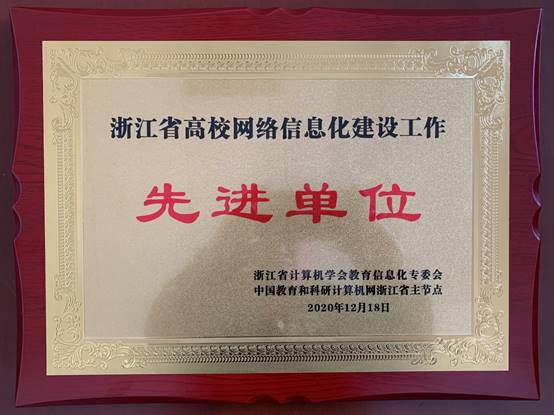 浙江省高校网络信息化建设工作
先进单位
浙江省计算机学会教育信息化专委会
中国教育和科研计算机网浙江省主节点
2020年12月18日